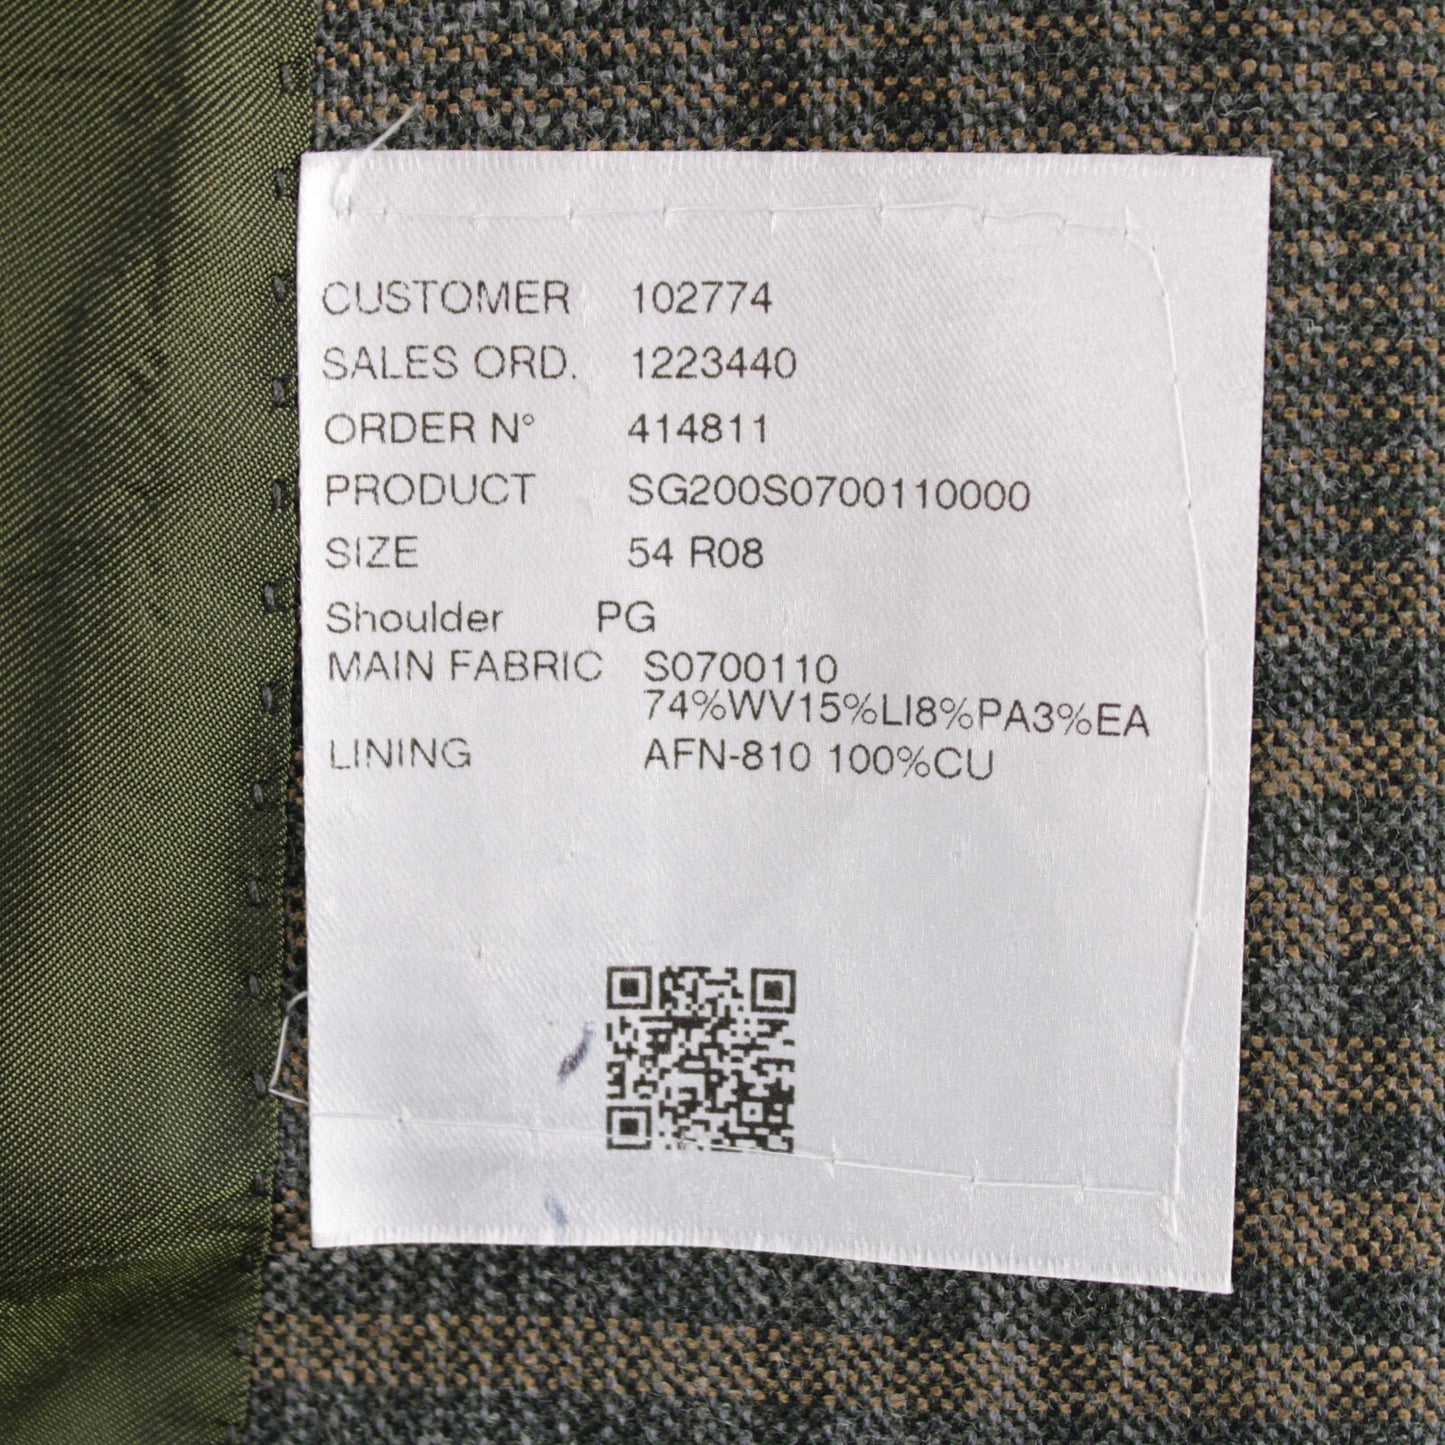 CUSTOMER 102774
SALES ORD. 1223440
ORDER N° 414811
PRODUCT SG200S0700110000
SIZE 54 R08
Shoulder PG
MAIN FABRIC S0700110
74%WV15%LI8%PA3%EA
LINING AFN-810 100%CU